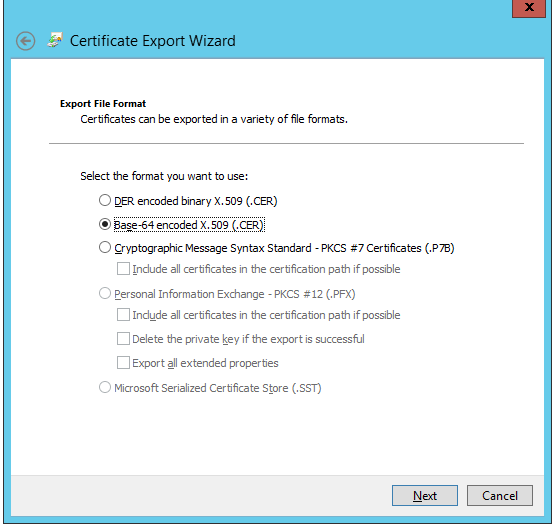 x
Certificate Export Wizard
Export File Format
Certificates can be exported in a variety of file formats.
Select the format you want to use:
DER encoded binary X.509 (.CER)
Base-64 encoded X.509 (.CER)
Cryptographic Message Syntax Standard - PKCS #7 Certificates (.P7B)
Include all certificates in the certification path if possible
Personal Information Exchange - PKCS #12 (.PFX)
Include all certificates in the certification path if possible
Delete the private key if the export is successful
Export all extended properties
Microsoft Serialized Certificate Store (.SST)
Next Cancel